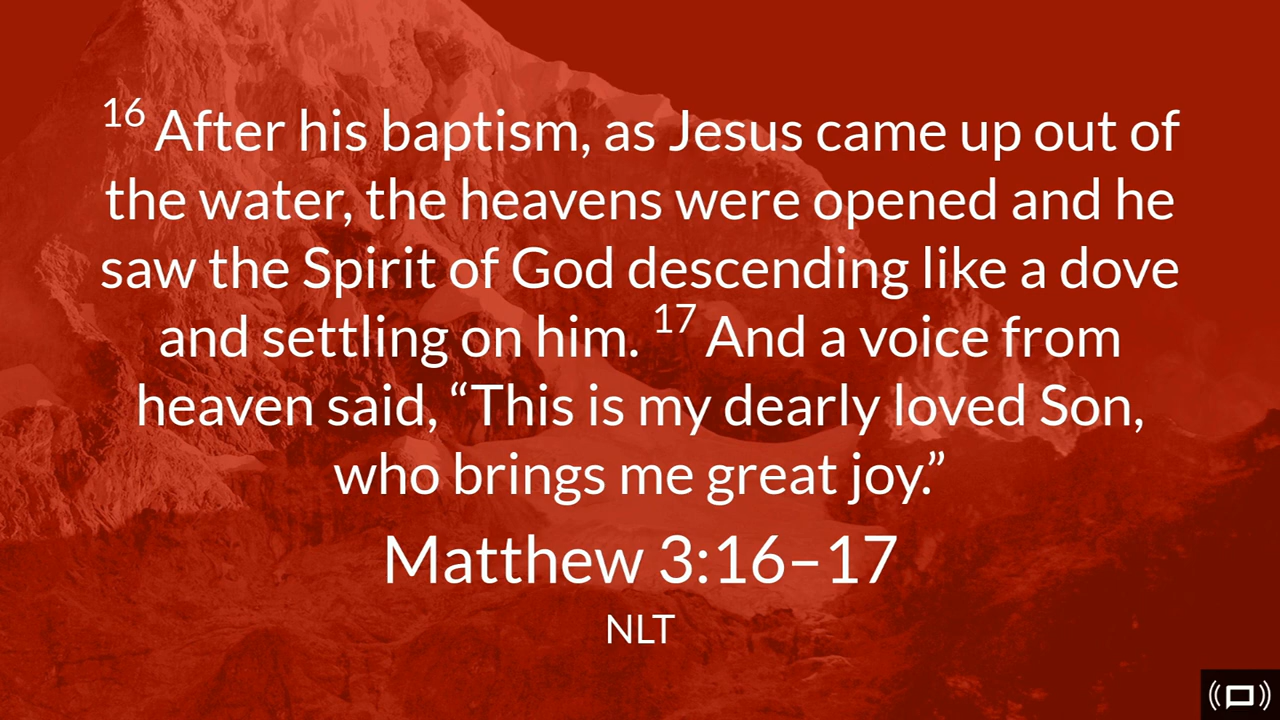 16 After his baptism, as Jesus came up out of
the water, the heavens were opened and he
saw the Spirit of God descending like a dove
and settling on him. 17 And a voice from
heaven said, “This is my dearly loved Son,
who brings me great joy.”
Matthew 3:16–17
NLT